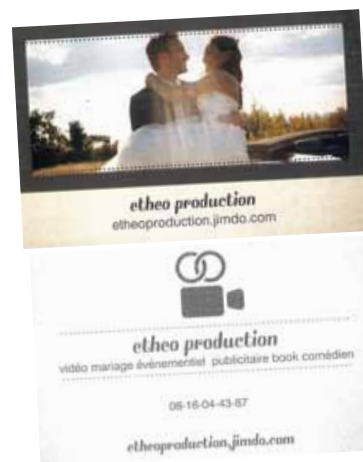 etheo production
etheoproduction.jimdo.com
etheo production
vidéo mariage événementiel publicitaire book comédien
06-16-04-43-87
etheoproduction.jimdo.com